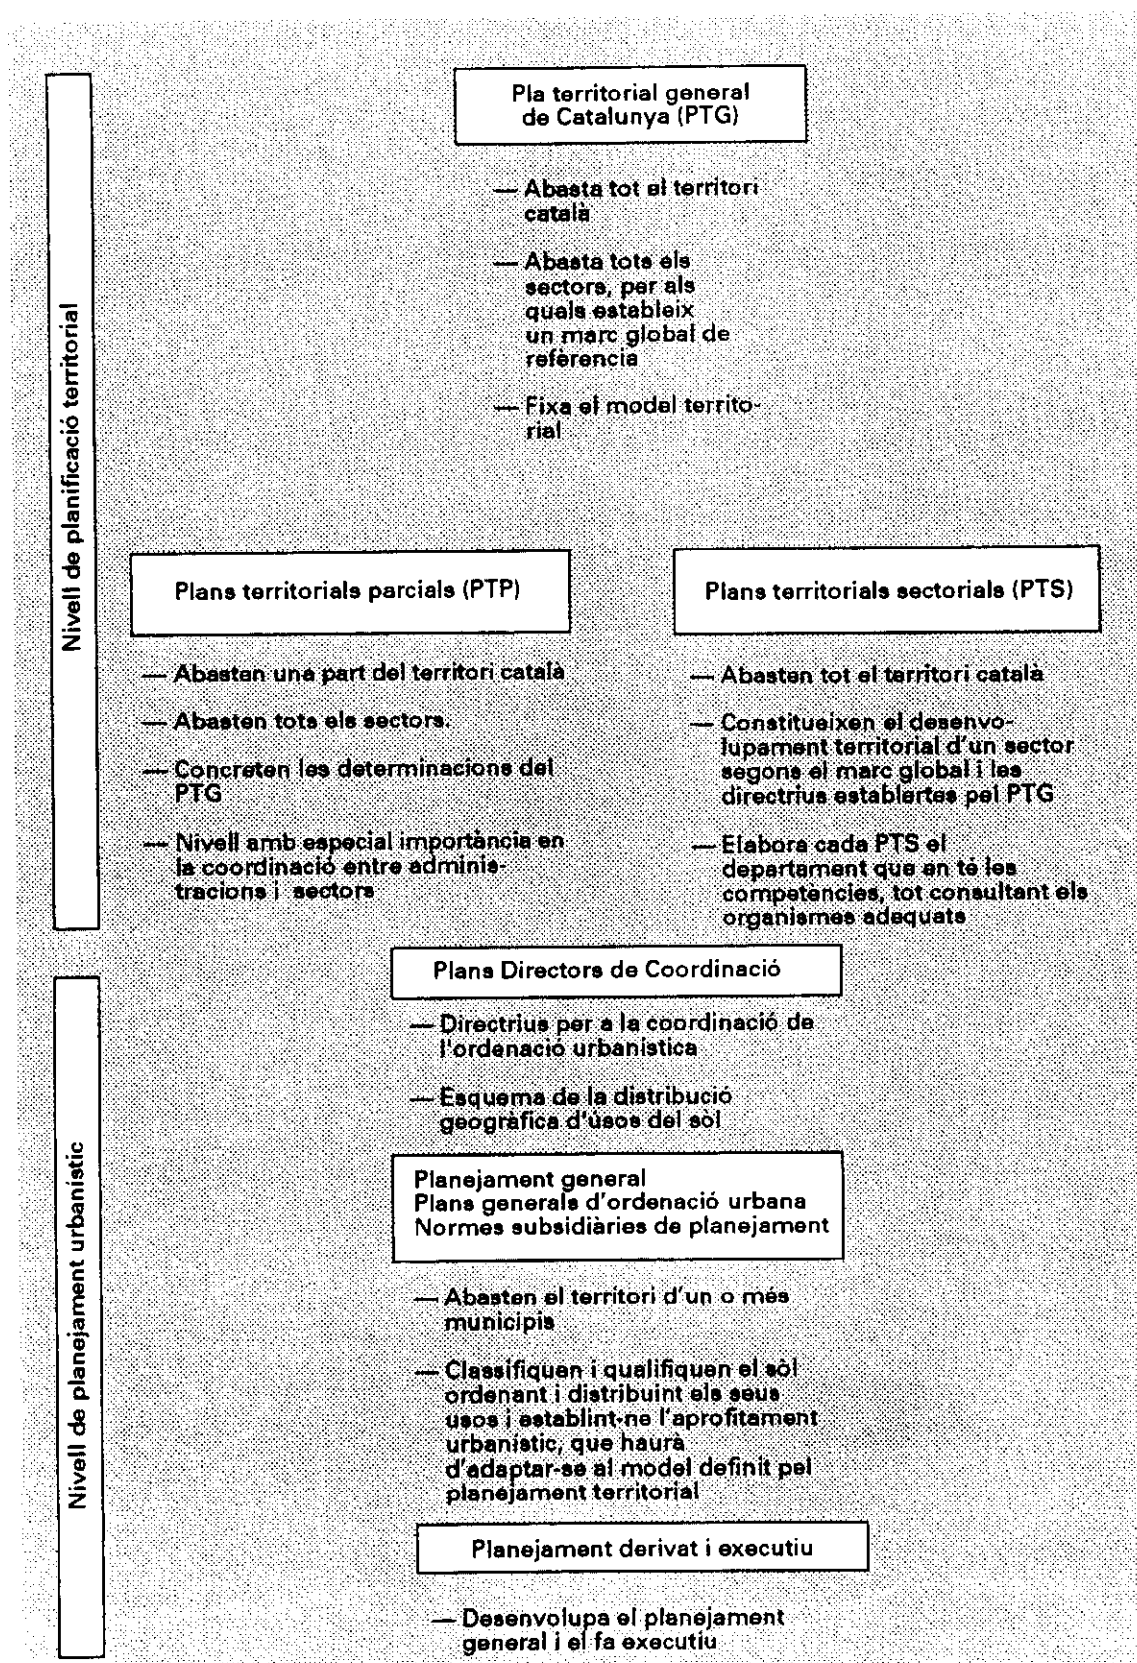 Nivell de planificació territorial
Pla territorial general
de Catalunya (PTG)
— Abasta tot el territori
català
— Abasta tots els
sectors, per als
quals estableix
un marc global de
refèrencia
— Fixa el model territo-
rial
Plans territorials parcials (PTP)
— Abastan una part del territori català
— Abasten tots els sectors.
— Concreten les determinacions del
PTG
— Nivell amb especial importància en
la coordinació entre adminis-
tracions i sectors
Plans territorials sectorials (PTS)
— Abasten tot el territori català
— Constitueixen el desenvo-
lupament territorial d'un sector
segons el marc global i les
directrius establertes pel PTG
— Elabora cada PTS el
departament que en té les
competències, tot consultant els
organismes adequats
Nivell de planejament urbanístic
Plans Directors de Coordinació
— Directrius per a la coordinació de
l'ordenació urbanística
— Esquema de la distribució
geogràfica d'úsos del sòl
Planejament general
Plans generals d'ordenació urbana
Normes subsidiàries de planejament
— Abasten el territori d'un o més
municipis
— Classifiquen i qualifiquen el sòl
ordenant i distribuint els seus
usos i establint-ne l'aprofitament
urbanístic, que haurà
d'adaptar-se al model definit pel
planejament territorial
Planejament derivat i executiu
— Desenvolupa el planejament
general i el fa executiu